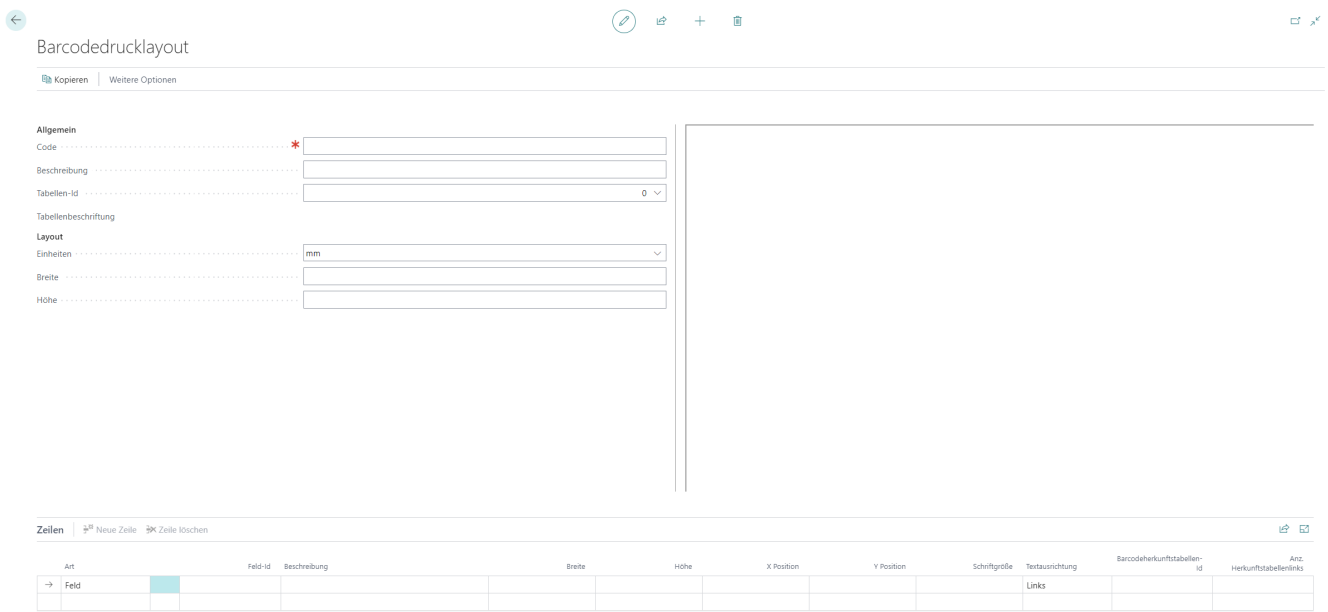 Barcodedrucklayout
Kopieren Weitere Optionen
Allgemein
Code *
Beschreibung
Tabellen-Id 0
Tabellenbeschriftung
Layout
Einheiten mm
Breite
Höhe
Zeilen Neue Zeile Zeile löschen
Art Feld-Id Beschreibung Breite Höhe X Position Y Position Schriftgröße Textausrichtung Barcodeherkunftstabellen-Id Anz. Herkunftstabellenlinks
Feld Links